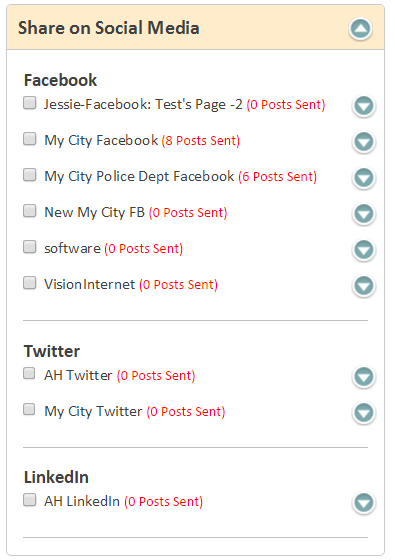 Share on Social Media
Facebook
Jessie-Facebook: Test's Page -2 (0 Posts Sent)
My City Facebook (8 Posts Sent)
My City Police Dept Facebook (6 Posts Sent)
New My City FB (0 Posts Sent)
software (0 Posts Sent)
VisionInternet (0 Posts Sent)
Twitter
AH Twitter (0 Posts Sent)
My City Twitter (0 Posts Sent)
LinkedIn
AH LinkedIn (0 Posts Sent)